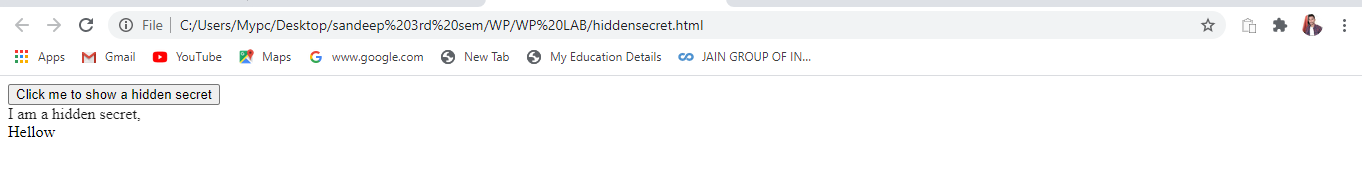 File | C:/Users/Mypc/Desktop/sandeep%203rd%20sem/WP/WP%20LAB/hiddensecret.html
Apps Gmail YouTube Maps www.google.com New Tab My Education Details JAIN GROUP OF IN...
Click me to show a hidden secret
I am a hidden secret,
Hellow